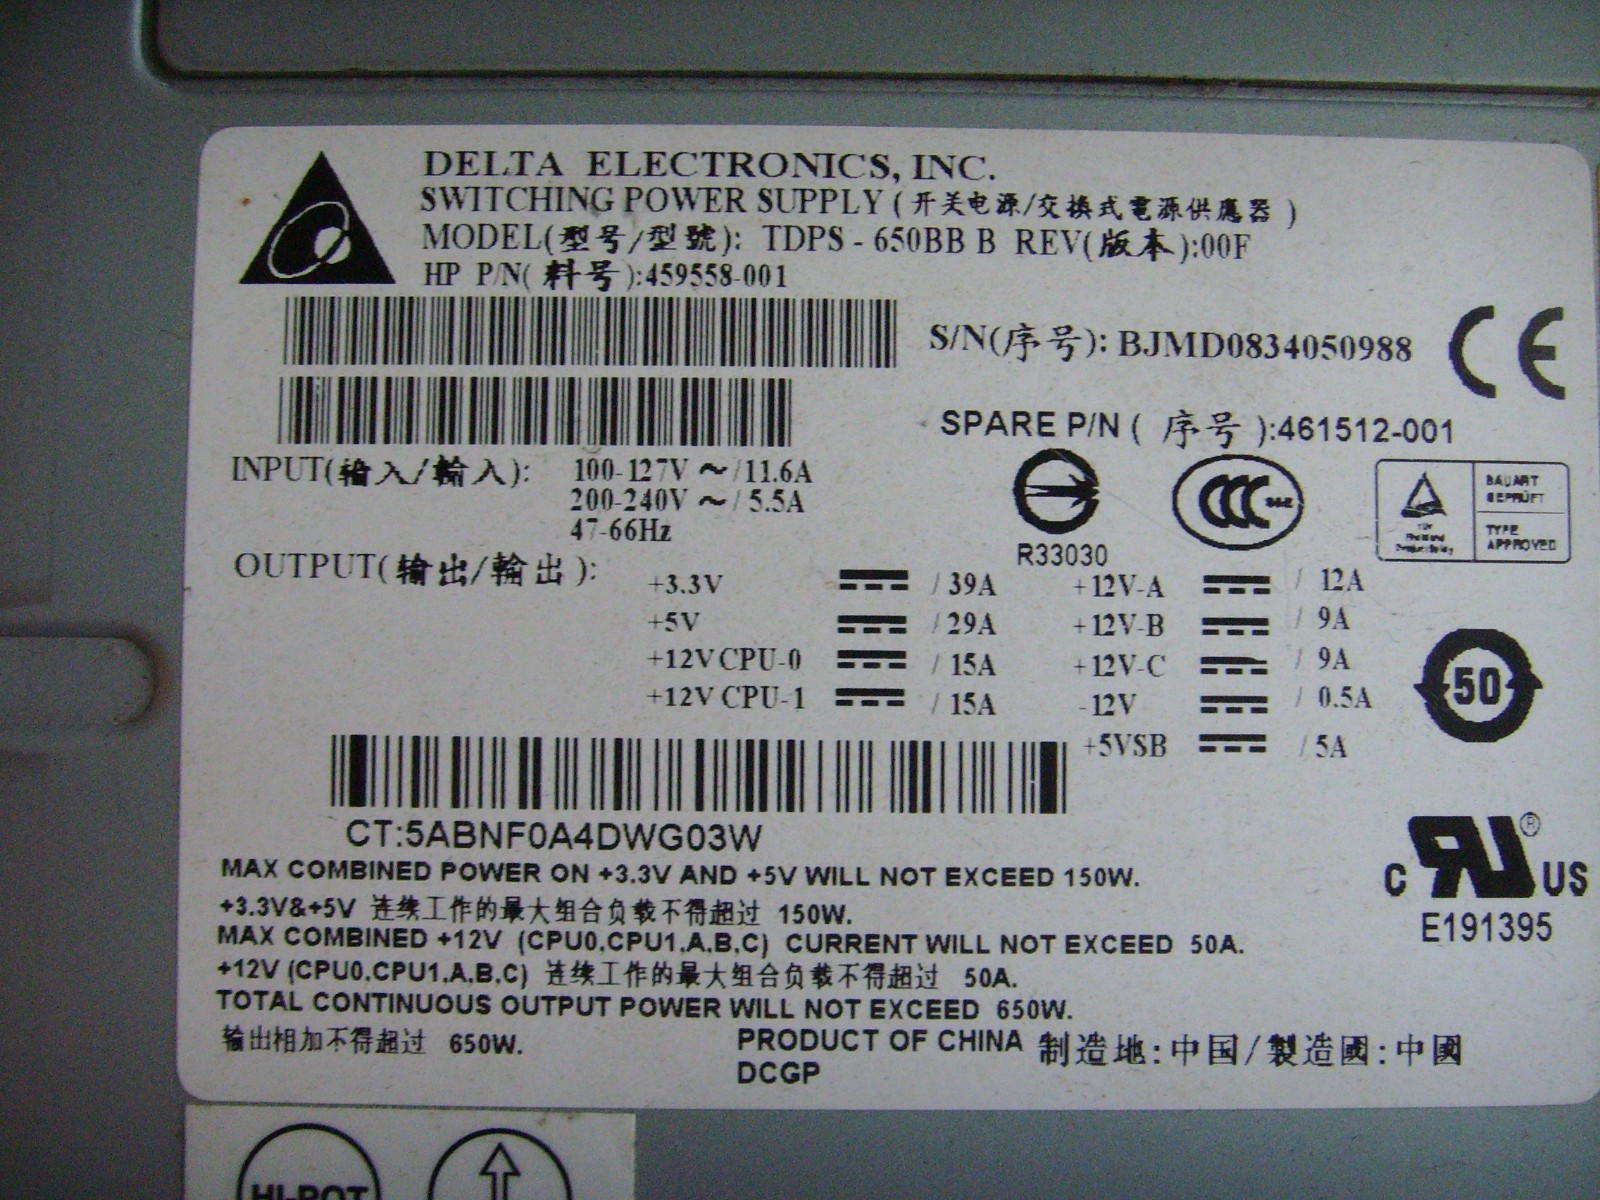 DELTA ELECTRONICS, INC.
SWITCHING POWER SUPPLY (开关电源/交換式電源供應器)
MODEL(型号/型號): TDPS - 650BB B REV(版本):00F
HP P/N(料号):459558-001
S/N(序号): BJMD0834050988
CE
SPARE P/N (序号):461512-001
INPUT(输入/輸入): 100-127V ～ / 11.6A
200-240V ～ / 5.5A
47-66Hz
R33030
CCC S&E
TÜV
BAUART GEPRÜFT
TYPE APPROVED
OUTPUT(输出/輸出):
+3.3V / 39A +12V-A / 12A
+5V / 29A +12V-B / 9A
+12V CPU-0 / 15A +12V-C / 9A
+12V CPU-1 / 15A -12V / 0.5A
+5VSB / 5A
50
CT:5ABNF0A4DWG03W
MAX COMBINED POWER ON +3.3V AND +5V WILL NOT EXCEED 150W.
+3.3V&+5V 连续工作的最大组合负载不得超过 150W.
MAX COMBINED +12V (CPU0,CPU1,A,B,C) CURRENT WILL NOT EXCEED 50A.
+12V (CPU0,CPU1,A,B,C) 连续工作的最大组合负载不得超过 50A.
TOTAL CONTINUOUS OUTPUT POWER WILL NOT EXCEED 650W.
输出相加不得超过 650W.
C RU ® US
E191395
PRODUCT OF CHINA 制造地:中国/製造國:中國
DCGP
HI-POT